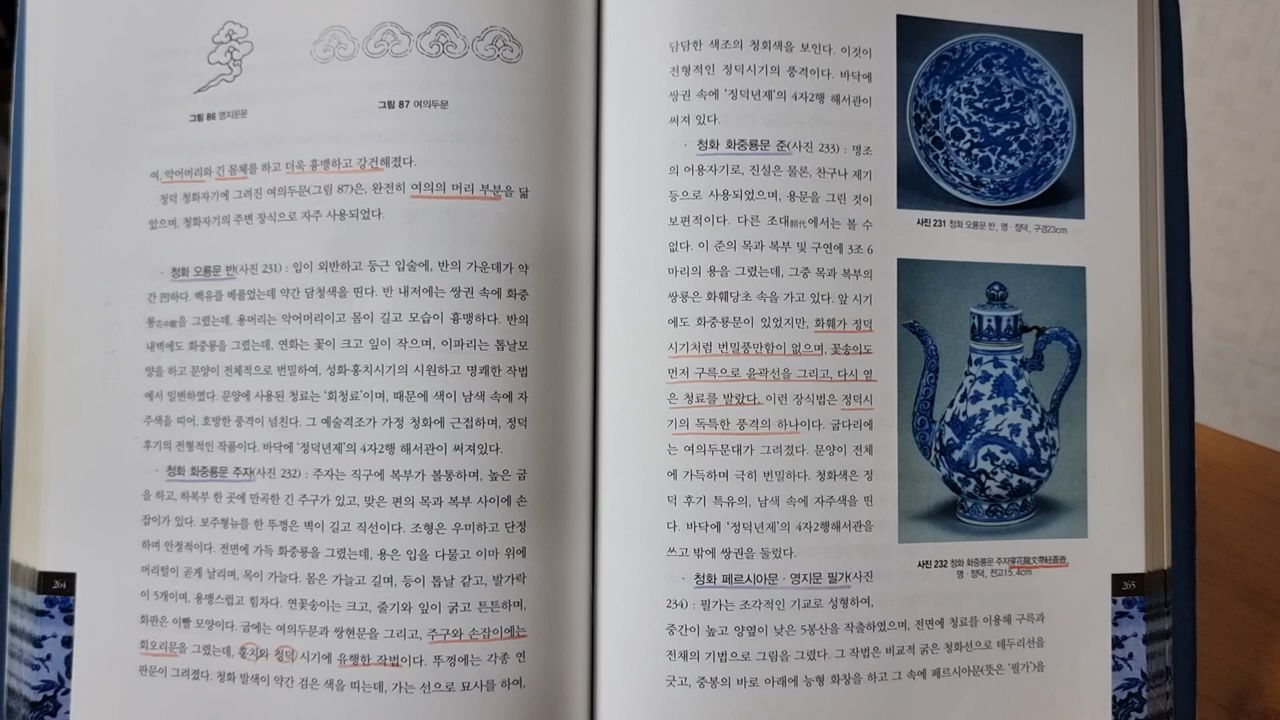 그림 86 영지운문
그림 87 여의두문
여, 악어머리와 긴 몸체를 하고 더욱 흉맹하고 강건해졌다.
정덕 청화자기에 그려진 여의두문(그림 87)은, 완전히 여의의 머리 부분을 닮
았으며, 청화자기의 주변 장식으로 자주 사용되었다.
· 청화 오룡문 반(사진 231) : 입이 외반하고 둥근 입술에, 반의 가운데가 약
간 凹하다. 백유를 베풀었는데 약간 담청색을 띤다. 반 내저에는 쌍권 속에 화중
룡花中龍을 그렸는데, 용머리는 악어머리이고 몸이 길고 모습이 흉맹하다. 반의
내벽에도 화중룡을 그렸는데, 연화는 꽃이 크고 잎이 작으며, 이파리는 톱날모
양을 하고 문양이 전체적으로 번밀하여, 성화·홍치시기의 시원하고 명쾌한 작법
에서 일변하였다. 문양에 사용된 청료는 '회청료'이며, 때문에 색이 남색 속에 자
주색을 띠어, 호방한 풍격이 넘친다. 그 예술격조가 가정 청화에 근접하며, 정덕
후기의 전형적인 작품이다. 바닥에 '정덕년제'의 4자2행 해서관이 써져있다.
· 청화 화중룡문 주자(사진 232) : 주자는 직구에 복부가 볼통하며, 높은 굽
을 하고, 하복부 한 곳에 만곡한 긴 주구가 있고, 맞은 편의 목과 복부 사이에 손
잡이가 있다. 보주형뉴를 한 뚜껑은 벽이 길고 직선이다. 조형은 우미하고 단정
하며 안정적이다. 전면에 가득 화중룡을 그렸는데, 용은 입을 다물고 이마 위에
머리털이 곧게 날리며, 목이 가늘다. 몸은 가늘고 길며, 등이 톱날 같고, 발가락
이 5개이며, 용맹스럽고 힘차다. 연꽃송이는 크고, 줄기와 잎이 굵고 튼튼하며,
화판은 이빨 모양이다. 굽에는 여의두문과 쌍현문을 그리고, 주구와 손잡이에는
회오리문을 그렸는데, 홍치와 정덕 시기에 유행한 작법이다. 뚜껑에는 각종 연
판문이 그려졌다. 청화 발색이 약간 검은 색을 띠는데, 가는 선으로 묘사를 하여,
264
담담한 색조의 청회색을 보인다. 이것이
전형적인 정덕시기의 풍격이다. 바닥에
쌍권 속에 '정덕년제'의 4자2행 해서관이
써져 있다.
· 청화 화중룡문 준(사진 233) : 명조
의 어용자기로, 진설은 물론, 찬구나 제기
등으로 사용되었으며, 용문을 그린 것이
보편적이다. 다른 조대朝代에서는 볼 수
없다. 이 준의 목과 복부 및 구연에 3조 6
마리의 용을 그렸는데, 그중 목과 복부의
쌍룡은 화훼당초 속을 가고 있다. 앞 시기
에도 화중룡문이 있었지만, 화훼가 정덕
시기처럼 번밀풍만함이 없으며, 꽃송이도
먼저 구륵으로 윤곽선을 그리고, 다시 옅
은 청료를 발랐다. 이런 장식법은 정덕시
기의 독특한 풍격의 하나이다. 굽다리에
는 여의두문대가 그려졌다. 문양이 전체
에 가득하며 극히 번밀하다. 청화색은 정
덕 후기 특유의, 남색 속에 자주색을 띤
다. 바닥에 '정덕년제'의 4자2행해서관을
쓰고 밖에 쌍권을 둘렀다.
· 청화 페르시아문·영지문 필가(사진
234) : 필가는 조각적인 기교로 성형하여,
중간이 높고 양옆이 낮은 5봉산을 작출하였으며, 전면에 청료를 이용해 구륵과
전채의 기법으로 그림을 그렸다. 그 작법은 비교적 굵은 청화선으로 테두리선을
긋고, 중봉의 바로 아래에 능형 화창을 하고 그 속에 페르시아문(뜻은 '필가')을
사진 231 청화 오룡문 반, 명·정덕, 구경23cm
사진 232 청화 화중룡문 주자
명·정덕, 전고15.4cm
265